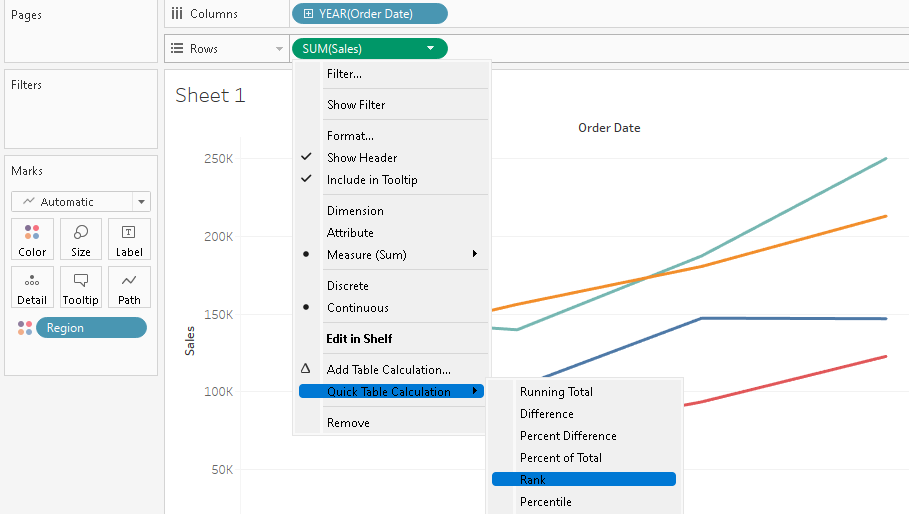 Pages
Columns
YEAR(Order Date)
Rows
SUM(Sales)
Filters
Marks
Automatic
Color
Size
Label
Detail
Tooltip
Path
Region
Sheet 1
Order Date
250K
200K
150K
100K
50K
Sales
Filter...
Show Filter
Format...
Show Header
Include in Tooltip
Dimension
Attribute
Measure (Sum)
Discrete
Continuous
Edit in Shelf
Add Table Calculation...
Quick Table Calculation
Remove
Running Total
Difference
Percent Difference
Percent of Total
Rank
Percentile